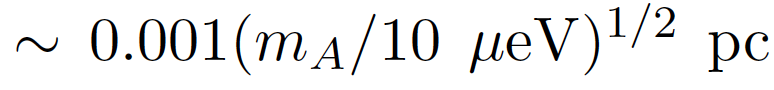 ∼ 0.001(m_A/10 μeV)^{1/2} pc